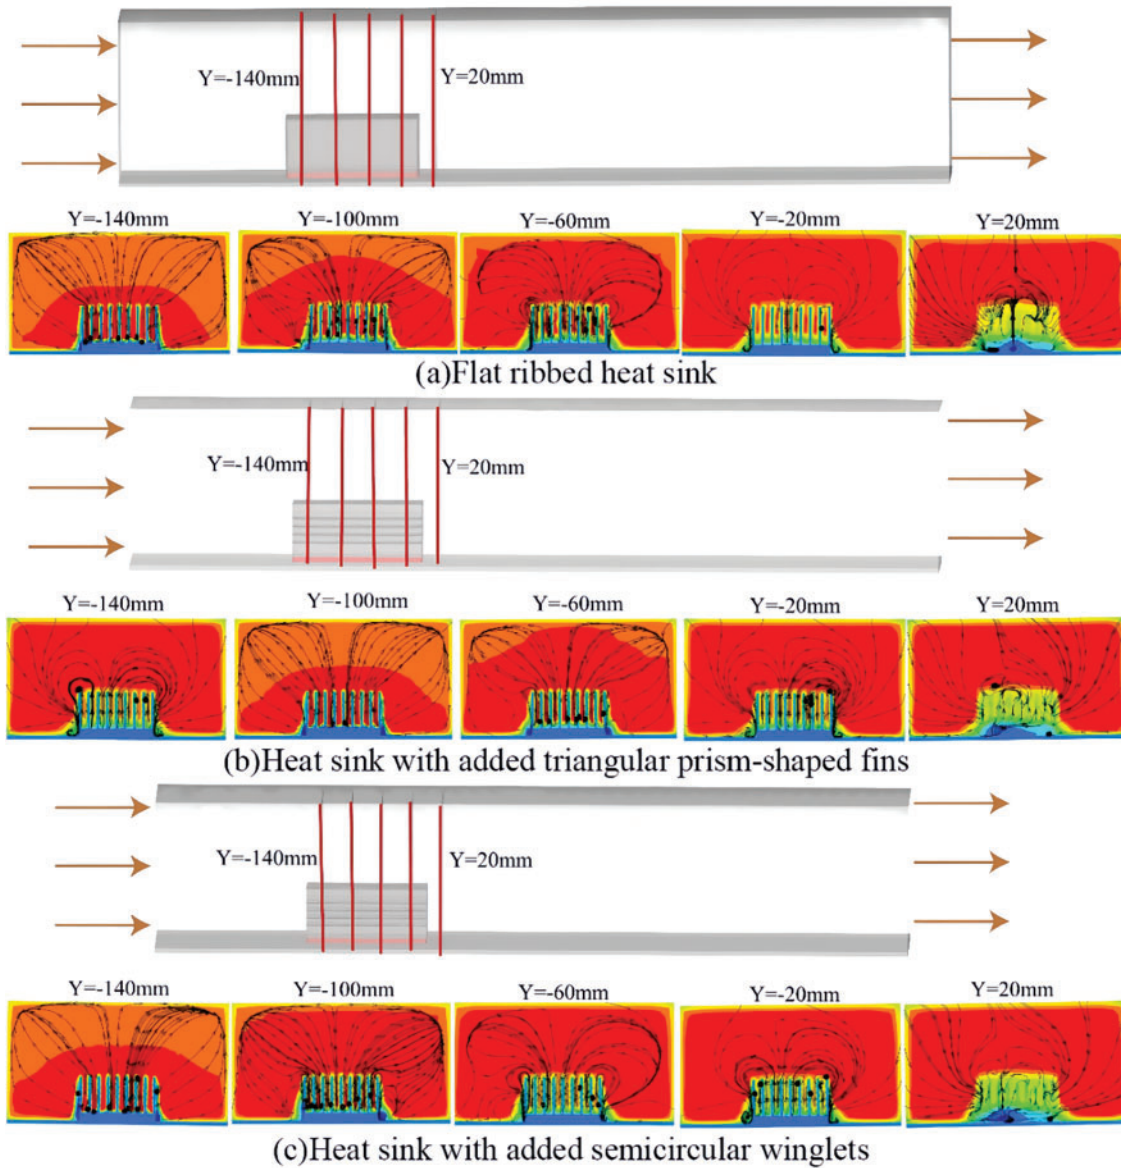 Y=-140mm
Y=20mm
Y=-140mm Y=-100mm Y=-60mm Y=-20mm Y=20mm
(a)Flat ribbed heat sink
Y=-140mm
Y=20mm
Y=-140mm Y=-100mm Y=-60mm Y=-20mm Y=20mm
(b)Heat sink with added triangular prism-shaped fins
Y=-140mm
Y=20mm
Y=-140mm Y=-100mm Y=-60mm Y=-20mm Y=20mm
(c)Heat sink with added semicircular winglets